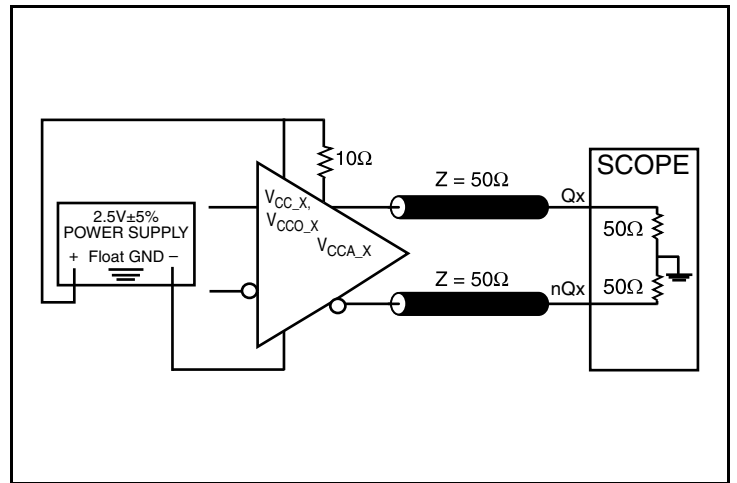 10Ω
V_CC_X,
V_CCO_X
V_CCA_X
2.5V±5%
POWER SUPPLY
+ Float GND –
Z = 50Ω
Qx
SCOPE
50Ω
Z = 50Ω
nQx
50Ω